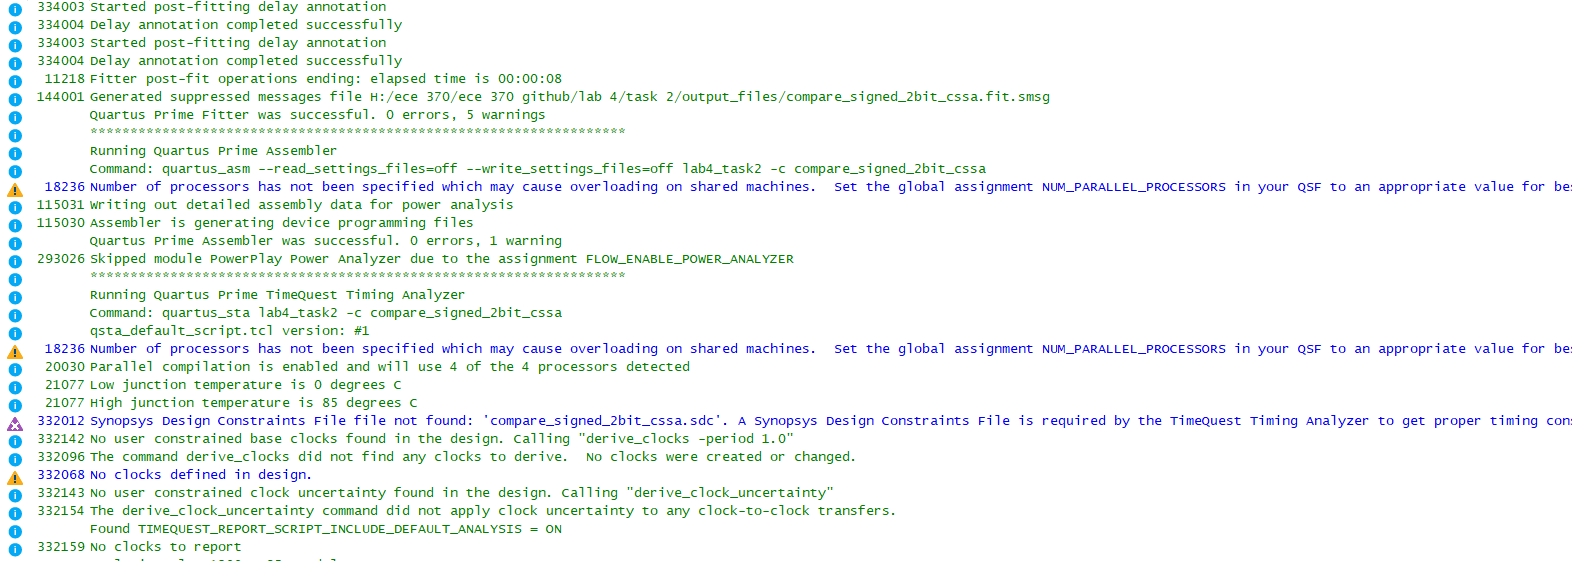 334003 Started post-fitting delay annotation
334004 Delay annotation completed successfully
334003 Started post-fitting delay annotation
334004 Delay annotation completed successfully
11218 Fitter post-fit operations ending: elapsed time is 00:00:08
144001 Generated suppressed messages file H:/ece 370/ece 370 github/lab 4/task 2/output_files/compare_signed_2bit_cssa.fit.smsg
Quartus Prime Fitter was successful. 0 errors, 5 warnings
*******************************************************************
Running Quartus Prime Assembler
Command: quartus_asm --read_settings_files=off --write_settings_files=off lab4_task2 -c compare_signed_2bit_cssa
18236 Number of processors has not been specified which may cause overloading on shared machines.  Set the global assignment NUM_PARALLEL_PROCESSORS in your QSF to an appropriate value for bes
115031 Writing out detailed assembly data for power analysis
115030 Assembler is generating device programming files
Quartus Prime Assembler was successful. 0 errors, 1 warning
293026 Skipped module PowerPlay Power Analyzer due to the assignment FLOW_ENABLE_POWER_ANALYZER
*******************************************************************
Running Quartus Prime TimeQuest Timing Analyzer
Command: quartus_sta lab4_task2 -c compare_signed_2bit_cssa
qsta_default_script.tcl version: #1
18236 Number of processors has not been specified which may cause overloading on shared machines.  Set the global assignment NUM_PARALLEL_PROCESSORS in your QSF to an appropriate value for bes
20030 Parallel compilation is enabled and will use 4 of the 4 processors detected
21077 Low junction temperature is 0 degrees C
21077 High junction temperature is 85 degrees C
332012 Synopsys Design Constraints File file not found: 'compare_signed_2bit_cssa.sdc'. A Synopsys Design Constraints File is required by the TimeQuest Timing Analyzer to get proper timing con
332142 No user constrained base clocks found in the design. Calling "derive_clocks -period 1.0"
332096 The command derive_clocks did not find any clocks to derive.  No clocks were created or changed.
332068 No clocks defined in design.
332143 No user constrained clock uncertainty found in the design. Calling "derive_clock_uncertainty"
332154 The derive_clock_uncertainty command did not apply clock uncertainty to any clock-to-clock transfers.
Found TIMEQUEST_REPORT_SCRIPT_INCLUDE_DEFAULT_ANALYSIS = ON
332159 No clocks to report